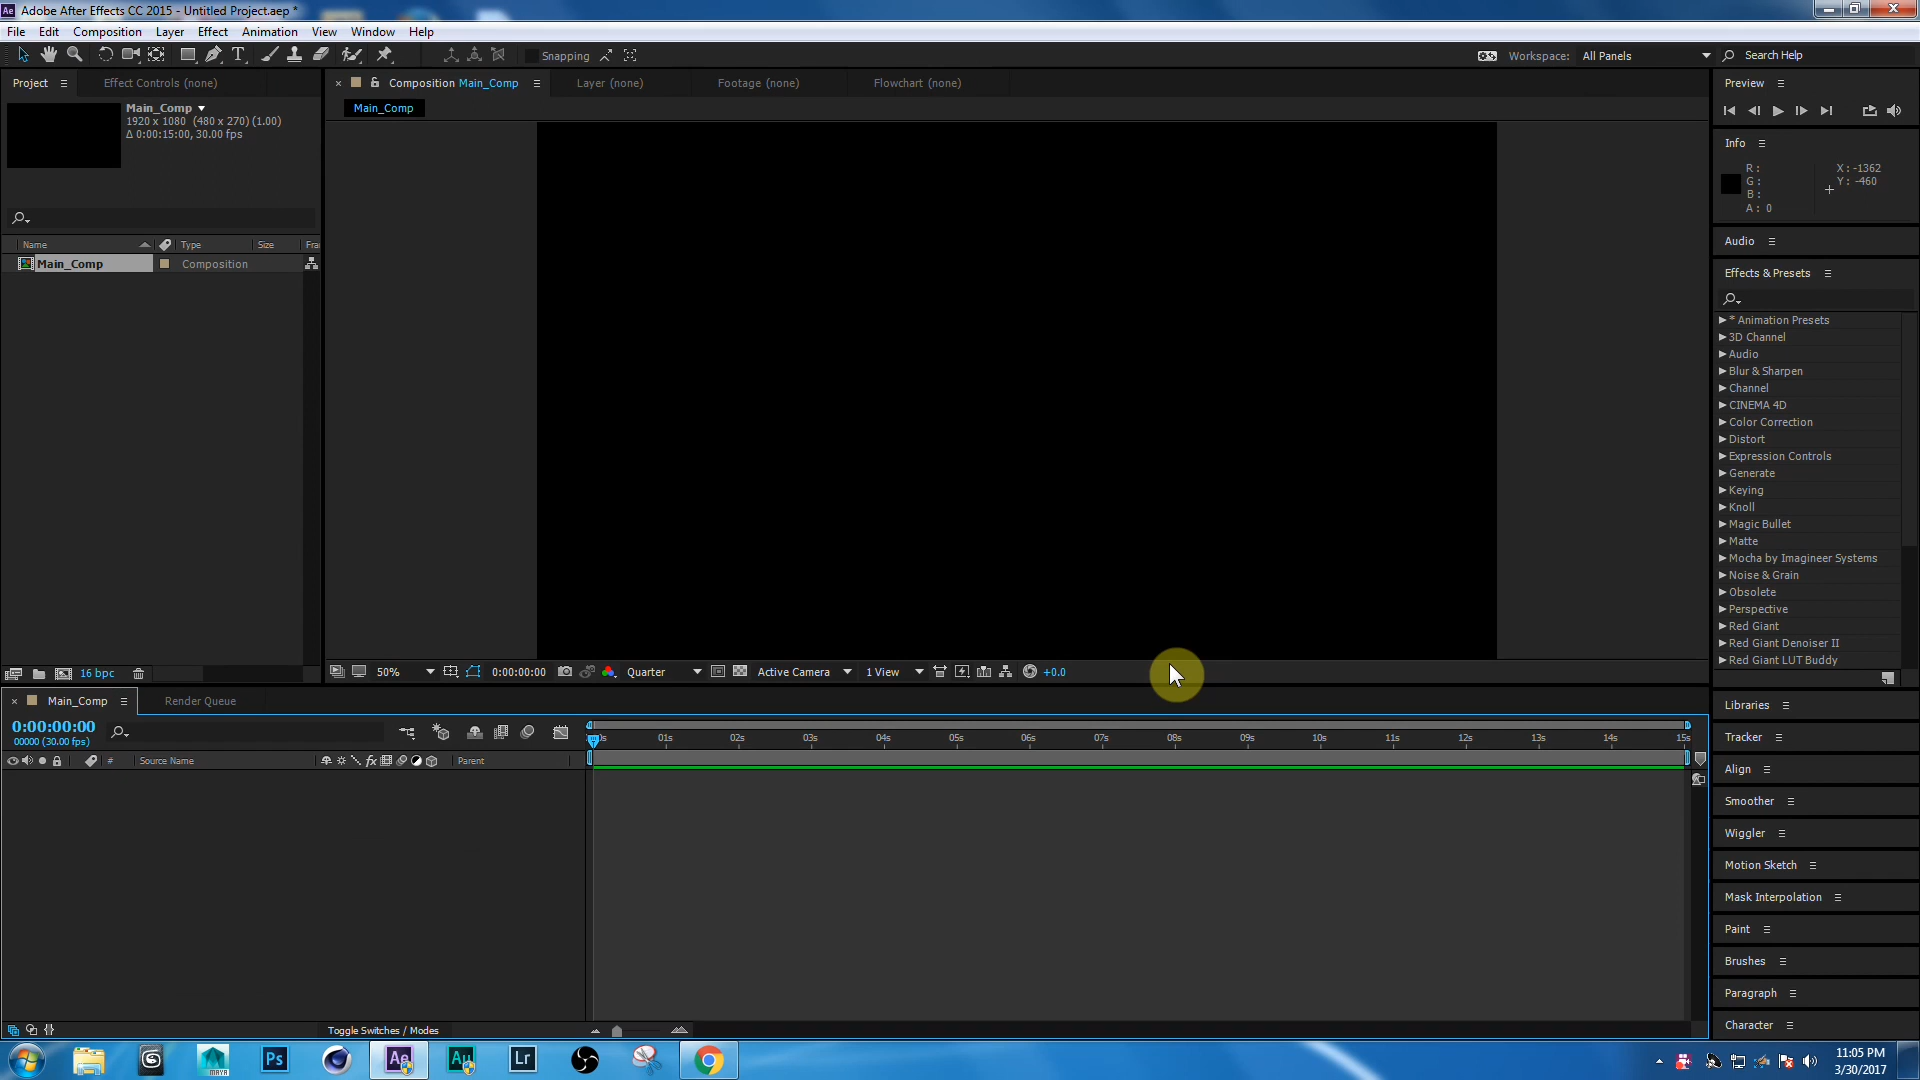 Ae Adobe After Effects CC 2015 - Untitled Project.aep *
File Edit Composition Layer Effect Animation View Window Help
Snapping
Workspace: All Panels
Search Help
Project
Effect Controls (none)
Composition Main_Comp
Layer (none)
Footage (none)
Flowchart (none)
Main_Comp
Main_Comp
1920 x 1080 (480 x 270) (1.00)
Δ 0:00:15:00, 30.00 fps
Name Type Size Fra
Main_Comp Composition
16 bpc
50%
0:00:00:00
Quarter
Active Camera
1 View
+0.0
Preview
Info
R :
G :
B :
A : 0
X : -1362
Y : -460
Audio
Effects & Presets
* Animation Presets
3D Channel
Audio
Blur & Sharpen
Channel
CINEMA 4D
Color Correction
Distort
Expression Controls
Generate
Keying
Knoll
Magic Bullet
Matte
Mocha by Imagineer Systems
Noise & Grain
Obsolete
Perspective
Red Giant
Red Giant Denoiser II
Red Giant LUT Buddy
Libraries
Tracker
Align
Smoother
Wiggler
Motion Sketch
Mask Interpolation
Paint
Brushes
Paragraph
Character
Main_Comp
Render Queue
0:00:00:00
00000 (30.00 fps)
01s 02s 03s 04s 05s 06s 07s 08s 09s 10s 11s 12s 13s 14s 15s
# Source Name fx Parent
Toggle Switches / Modes
MAYA Ps Ae Au Lr
11:05 PM
3/30/2017